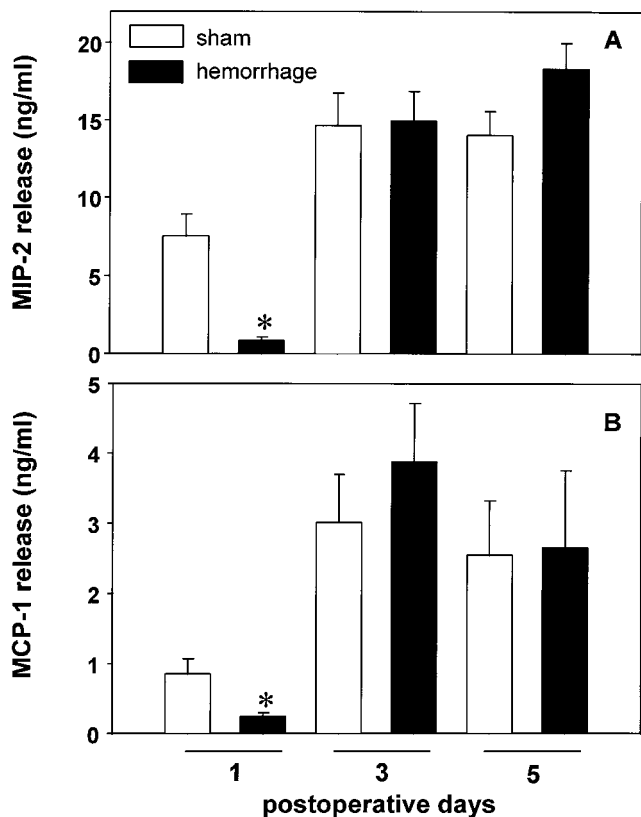 A
sham
hemorrhage
MIP-2 release (ng/ml)
20
15
10
5
0
*
B
MCP-1 release (ng/ml)
5
4
3
2
1
0
*
1 3 5
postoperative days